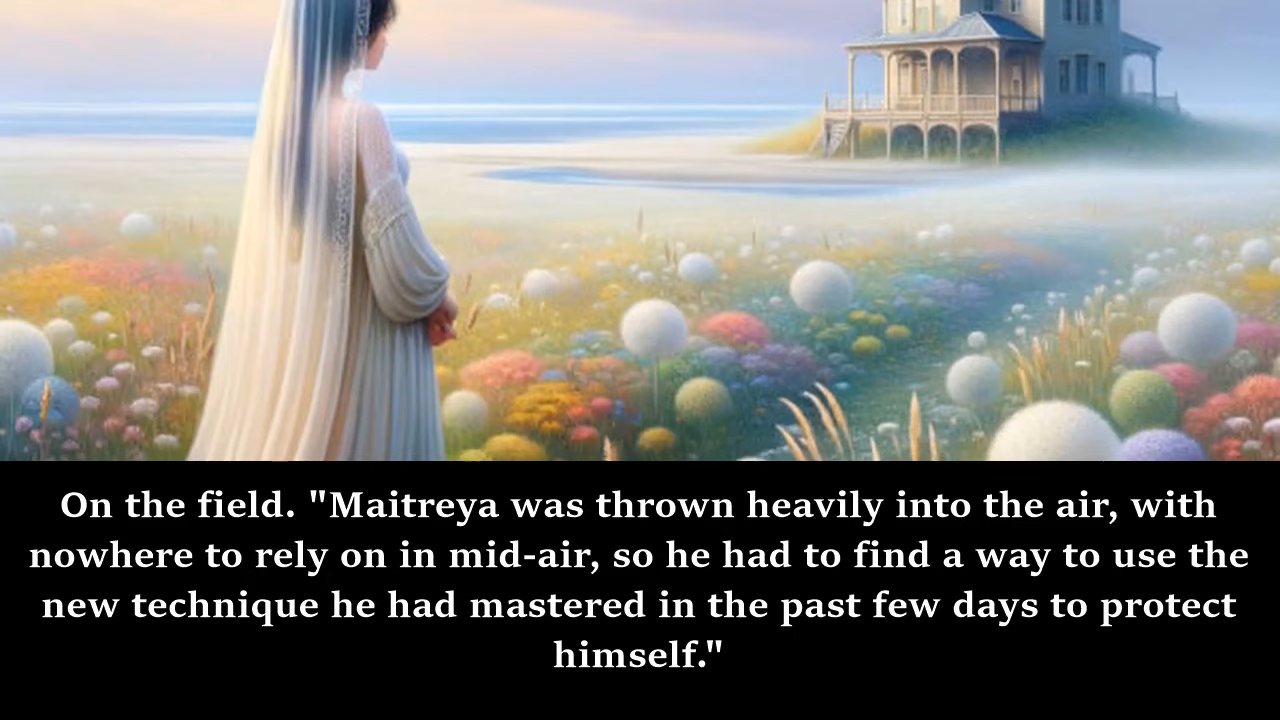 On the field. "Maitreya was thrown heavily into the air, with
nowhere to rely on in mid-air, so he had to find a way to use the
new technique he had mastered in the past few days to protect
himself."